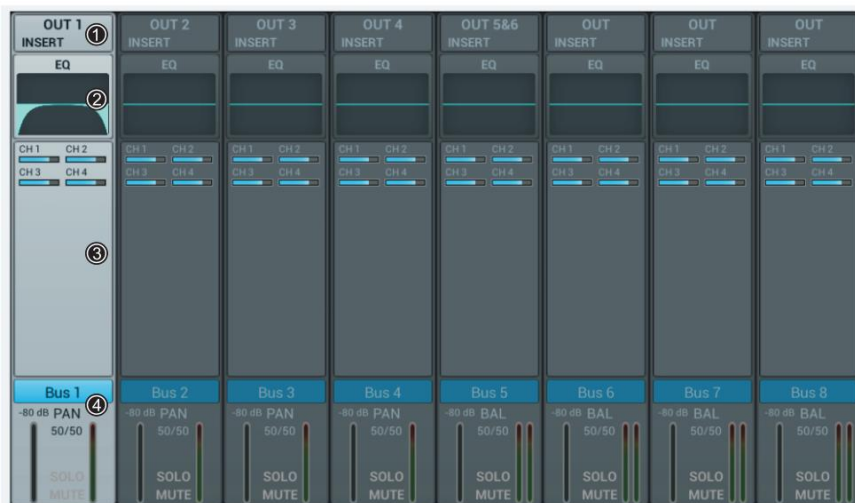 OUT 1 OUT 2 OUT 3 OUT 4 OUT 5&6 OUT OUT OUT
INSERT ① INSERT INSERT INSERT INSERT INSERT INSERT INSERT
EQ EQ EQ EQ EQ EQ EQ EQ
②
CH 1 CH 2 CH 1 CH 2 CH 1 CH 2 CH 1 CH 2 CH 1 CH 2 CH 1 CH 2 CH 1 CH 2 CH 1 CH 2
CH 3 CH 4 CH 3 CH 4 CH 3 CH 4 CH 3 CH 4 CH 3 CH 4 CH 3 CH 4 CH 3 CH 4 CH 3 CH 4
③
Bus 1 Bus 2 Bus 3 Bus 4 Bus 5 Bus 6 Bus 7 Bus 8
④
-80 dB PAN -80 dB PAN -80 dB PAN -80 dB PAN -80 dB BAL -80 dB BAL -80 dB BAL -80 dB BAL
50/50 50/50 50/50 50/50 50/50 50/50 50/50 50/50
SOLO SOLO SOLO SOLO SOLO SOLO SOLO SOLO
MUTE MUTE MUTE MUTE MUTE MUTE MUTE MUTE